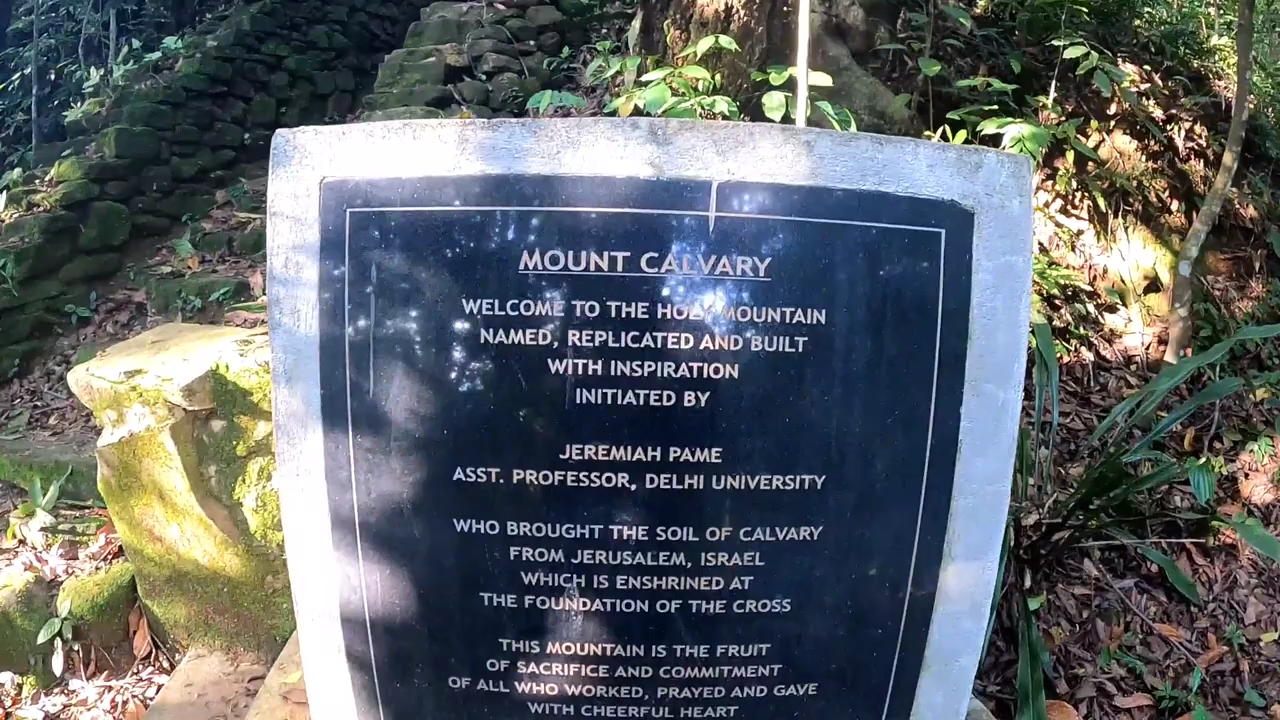 MOUNT CALVARY
WELCOME TO THE HOLY MOUNTAIN
NAMED, REPLICATED AND BUILT
WITH INSPIRATION
INITIATED BY
JEREMIAH PAME
ASST. PROFESSOR, DELHI UNIVERSITY
WHO BROUGHT THE SOIL OF CALVARY
FROM JERUSALEM, ISRAEL
WHICH IS ENSHRINED AT
THE FOUNDATION OF THE CROSS
THIS MOUNTAIN IS THE FRUIT
OF SACRIFICE AND COMMITMENT
OF ALL WHO WORKED, PRAYED AND GAVE
WITH CHEERFUL HEART